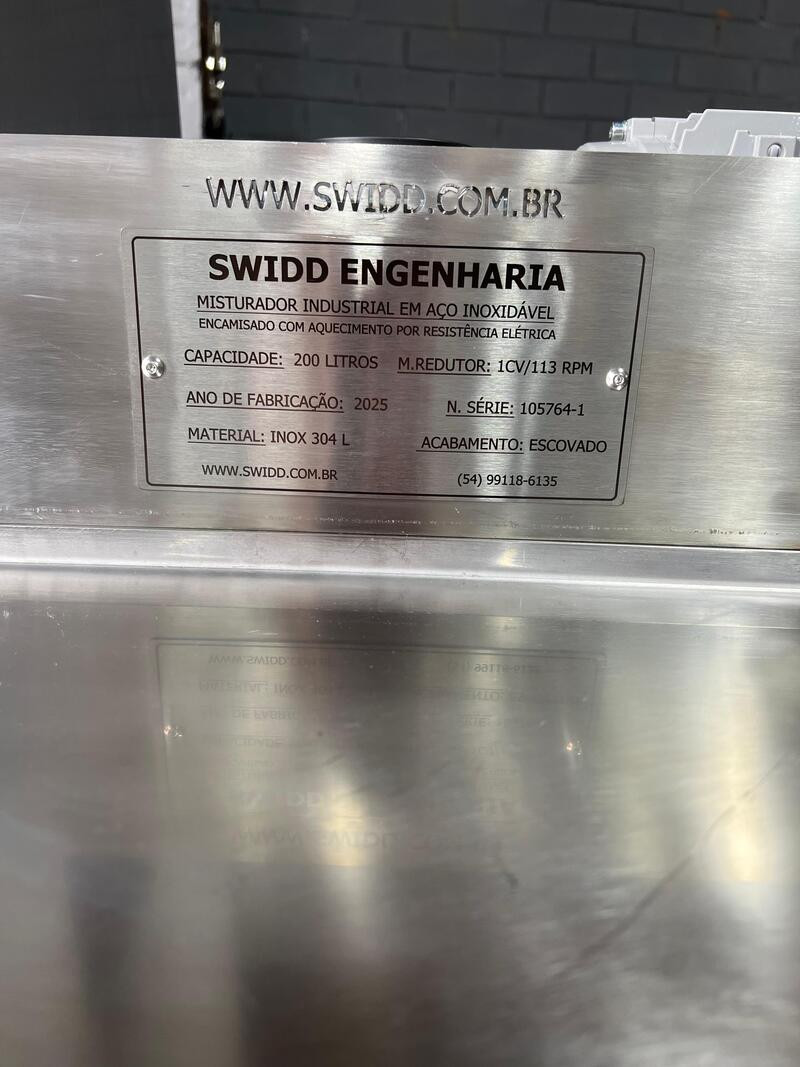 WWW.SWIDD.COM.BR
SWIDD ENGENHARIA
MISTURADOR INDUSTRIAL EM AÇO INOXIDÁVEL
ENCAMISADO COM AQUECIMENTO POR RESISTÊNCIA ELÉTRICA
CAPACIDADE: 200 LITROS M.REDUTOR: 1CV/113 RPM
ANO DE FABRICAÇÃO: 2025 N. SÉRIE: 105764-1
MATERIAL: INOX 304 L ACABAMENTO: ESCOVADO
WWW.SWIDD.COM.BR (54) 99118-6135